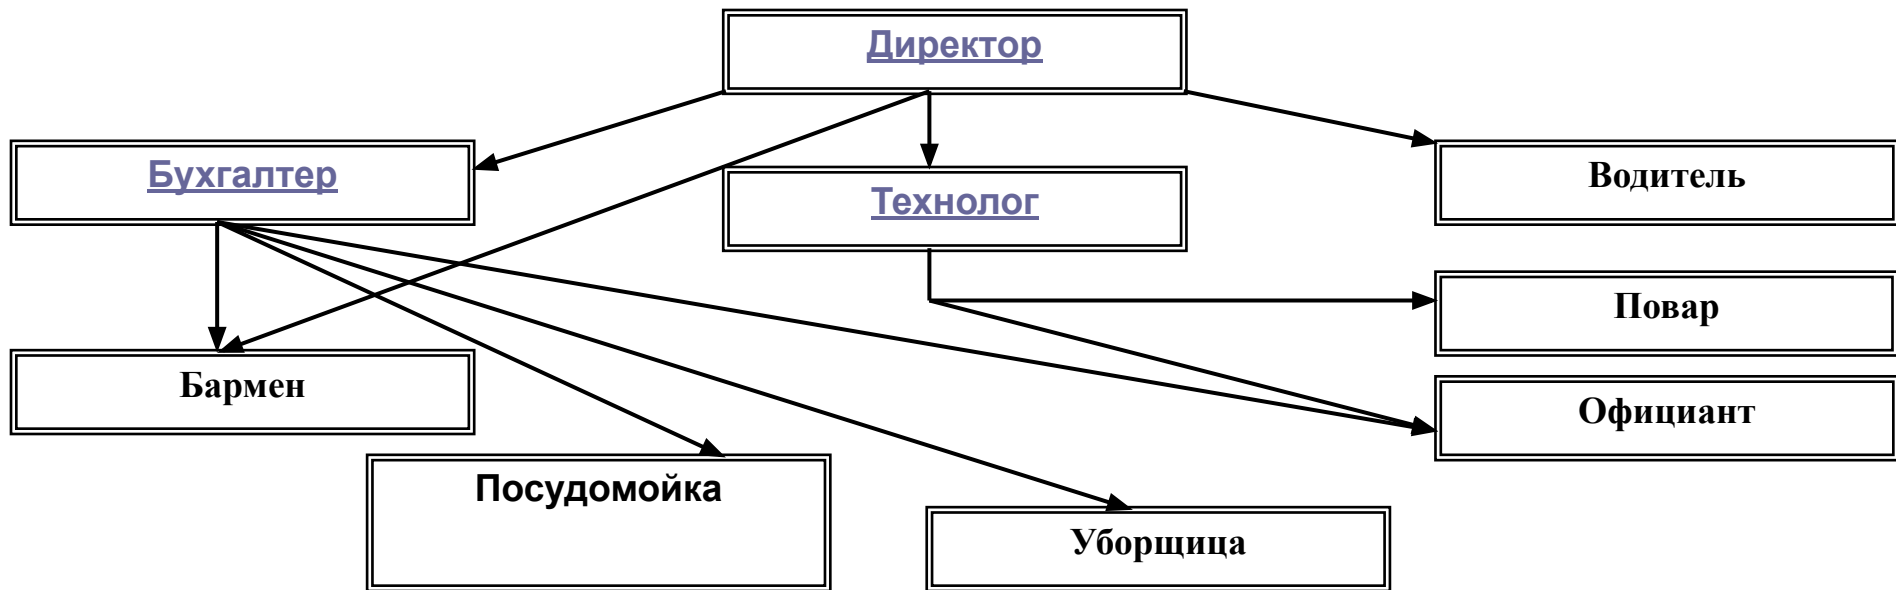 Директор
Бухгалтер
Технолог
Водитель
Повар
Бармен
Официант
Посудомойка
Уборщица